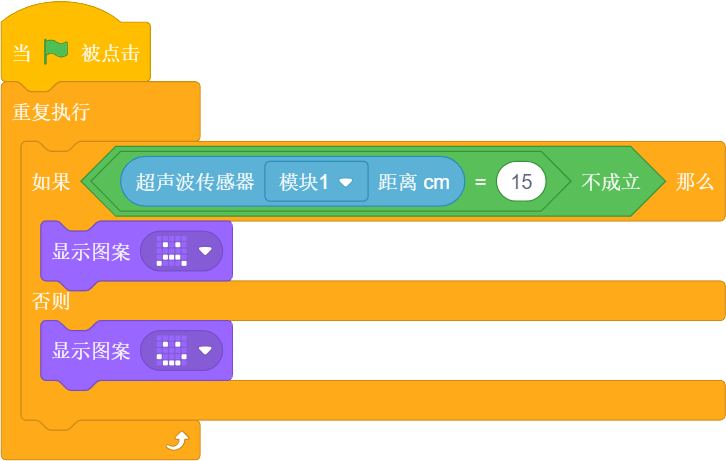 当 被点击
重复执行
如果 超声波传感器 模块1 距离 cm = 15 不成立 那么
显示图案
否则
显示图案